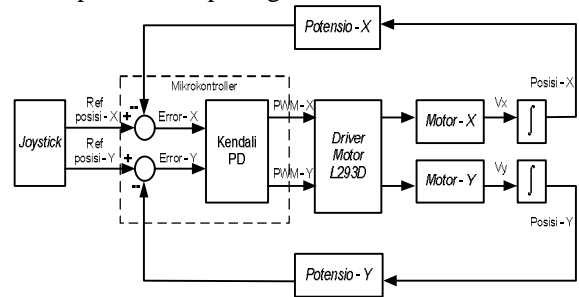 Potensio - X
Mikrokontroller
Posisi - X
Ref
posisi - X
+
--
Error - X
PWM - X
Vx
∫
Joystick
Kendali
PD
Driver
Motor
L293D
Motor - X
Ref
posisi - Y
+
--
Error - Y
PWM - Y
Motor - Y
Vy
∫
Posisi - Y
Potensio - Y